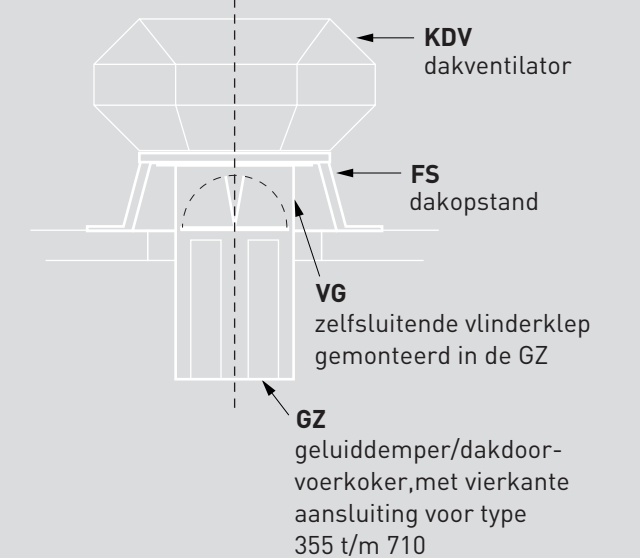 KDV
dakventilator
FS
dakopstand
VG
zelfsluitende vlinderklep
gemonteerd in de GZ
GZ
geluiddemper/dakdoor-
voerkoker,met vierkante
aansluiting voor type
355 t/m 710